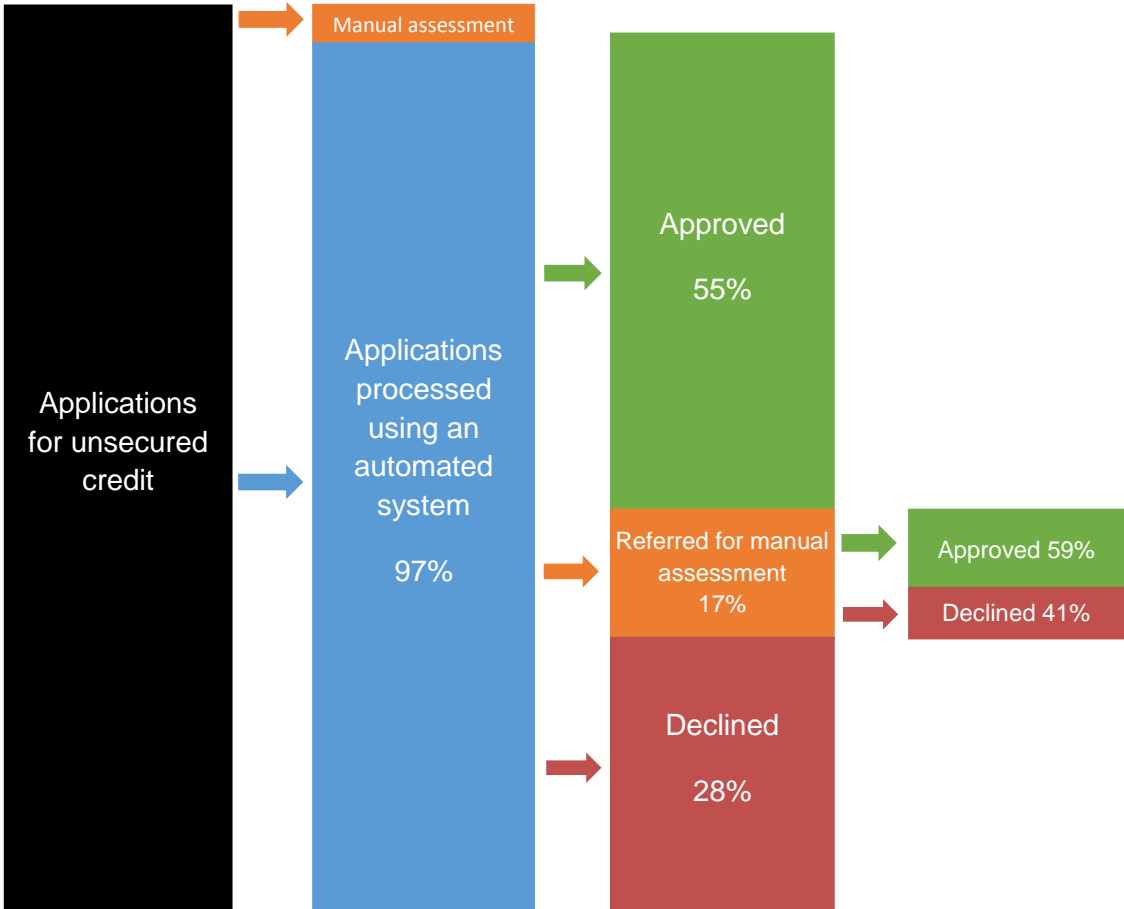 Applications
for unsecured
credit
Manual assessment
Applications
processed
using an
automated
system
97%
Approved
55%
Referred for manual
assessment
17%
Declined
28%
Approved 59%
Declined 41%